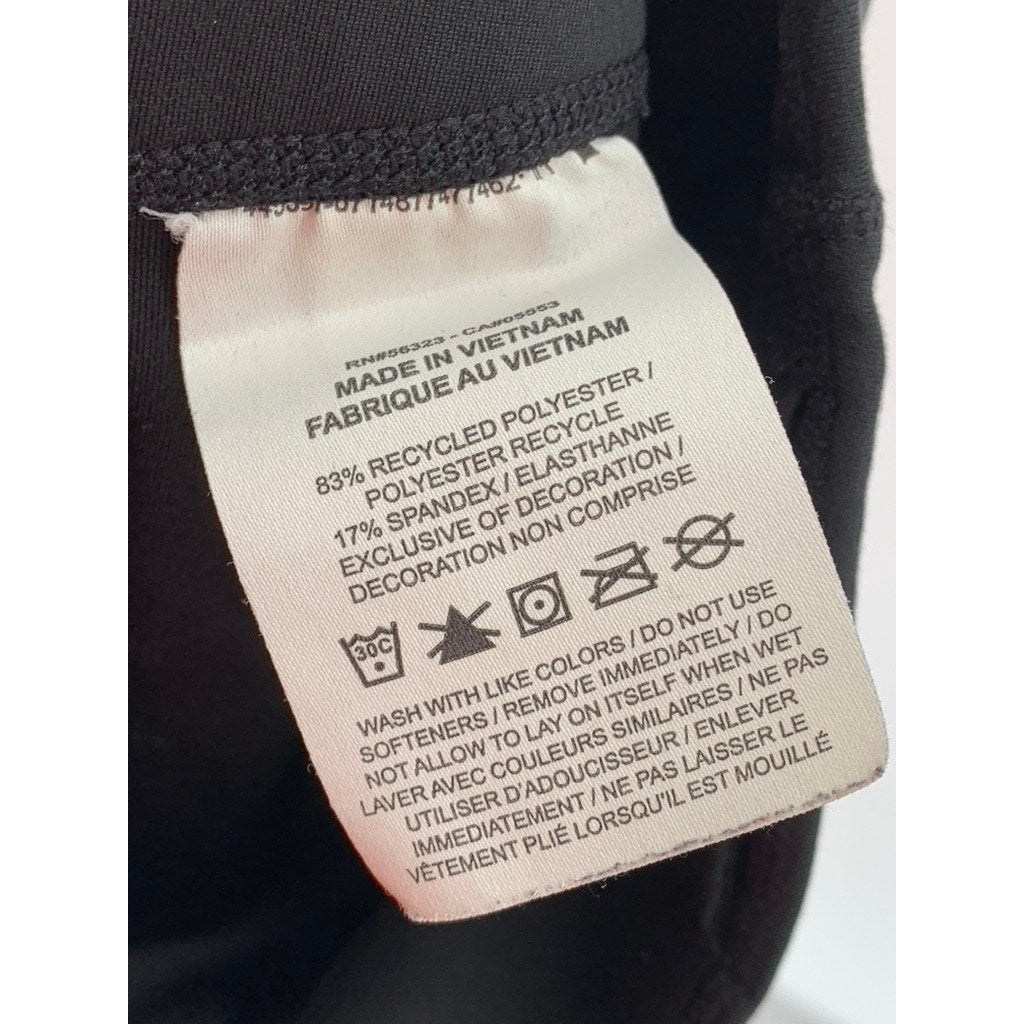 RN#56323 - CA#05553
MADE IN VIETNAM
FABRIQUE AU VIETNAM
83% RECYCLED POLYESTER /
POLYESTER RECYCLE
17% SPANDEX / ELASTHANNE
EXCLUSIVE OF DECORATION /
DECORATION NON COMPRISE
30C
WASH WITH LIKE COLORS / DO NOT USE
SOFTENERS / REMOVE IMMEDIATELY / DO
NOT ALLOW TO LAY ON ITSELF WHEN WET
LAVER AVEC COULEURS SIMILAIRES / NE PAS
UTILISER D'ADOUCISSEUR / ENLEVER
IMMEDIATEMENT / NE PAS LAISSER LE
VÊTEMENT PLIÉ LORSQU'IL EST MOUILLÉ